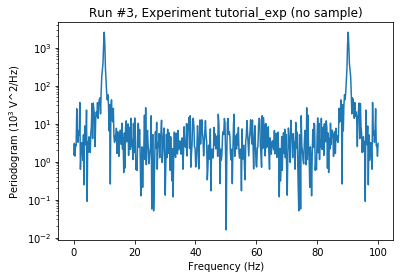 Run #3, Experiment tutorial_exp (no sample)
Periodogram (10³ V^2/Hz)
10³
10²
10¹
10⁰
10⁻¹
10⁻²
0 20 40 60 80 100
Frequency (Hz)